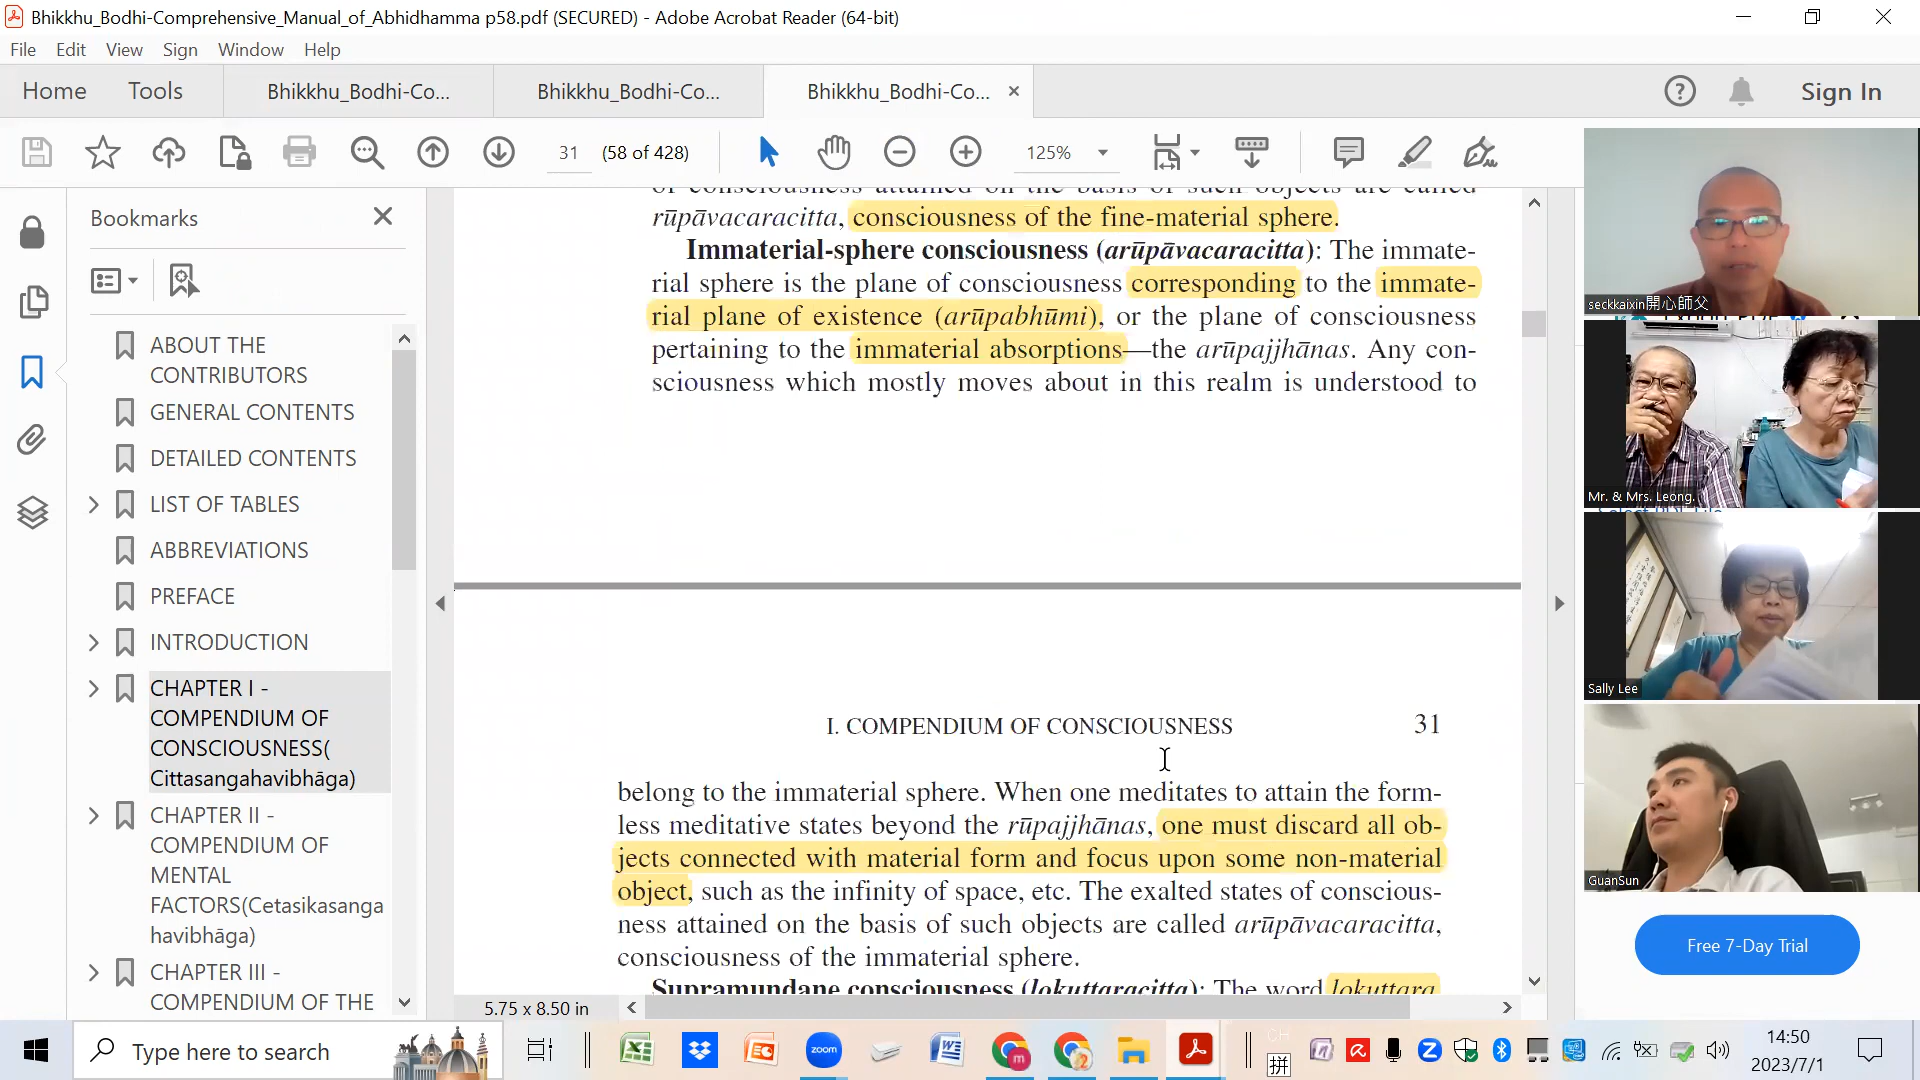 Bhikkhu_Bodhi-Comprehensive_Manual_of_Abhidhamma p58.pdf (SECURED) - Adobe Acrobat Reader (64-bit)
File Edit View Sign Window Help
Home Tools Bhikkhu_Bodhi-Co... Bhikkhu_Bodhi-Co... Bhikkhu_Bodhi-Co... Sign In
31 (58 of 428) 125%
Bookmarks
ABOUT THE
CONTRIBUTORS
GENERAL CONTENTS
DETAILED CONTENTS
LIST OF TABLES
ABBREVIATIONS
PREFACE
INTRODUCTION
CHAPTER I -
COMPENDIUM OF
CONSCIOUSNESS(
Cittasangahavibhāga)
CHAPTER II -
COMPENDIUM OF
MENTAL
FACTORS(Cetasikasanga
havibhāga)
CHAPTER III -
COMPENDIUM OF THE
of consciousness attained on the basis of such objects are called
rūpāvacaracitta, consciousness of the fine-material sphere.
Immaterial-sphere consciousness (arūpāvacaracitta): The immate-
rial sphere is the plane of consciousness corresponding to the immate-
rial plane of existence (arūpabhūmi), or the plane of consciousness
pertaining to the immaterial absorptions—the arūpajjhānas. Any con-
sciousness which mostly moves about in this realm is understood to
I. COMPENDIUM OF CONSCIOUSNESS 31
belong to the immaterial sphere. When one meditates to attain the form-
less meditative states beyond the rūpajjhānas, one must discard all ob-
jects connected with material form and focus upon some non-material
object, such as the infinity of space, etc. The exalted states of conscious-
ness attained on the basis of such objects are called arūpāvacaracitta,
consciousness of the immaterial sphere.
Supramundane consciousness (lokuttaracitta): The word lokuttara
5.75 x 8.50 in
seckkaixin開心師父
Mr. & Mrs. Leong.
Sally Lee
GuanSun
Free 7-Day Trial
Type here to search
zoom
CH
拼
14:50
2023/7/1